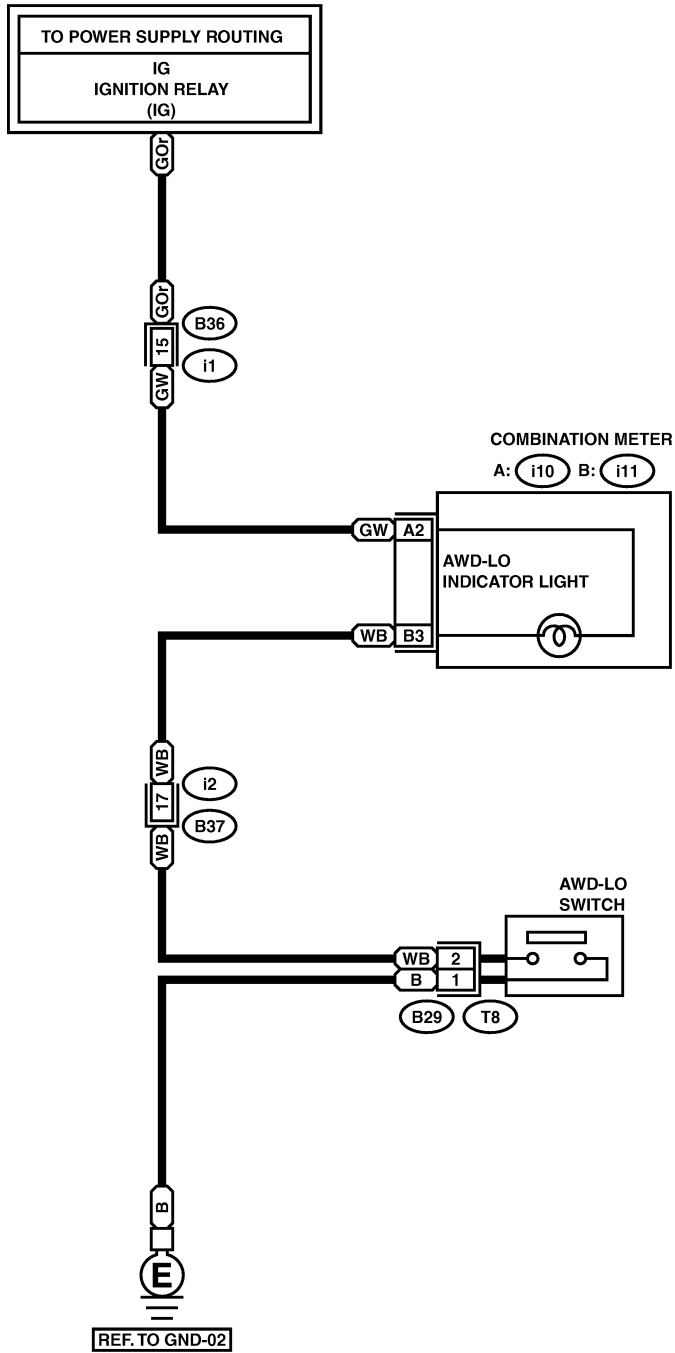 TO POWER SUPPLY ROUTING
IG
IGNITION RELAY
(IG)
GOr
GOr
B36
15
i1
GW
COMBINATION METER
A: i10 B: i11
GW A2
AWD-LO
INDICATOR LIGHT
WB B3
WB
i2
17
B37
WB
AWD-LO
SWITCH
WB 2
B 1
B29 T8
B
E
REF. TO GND-02